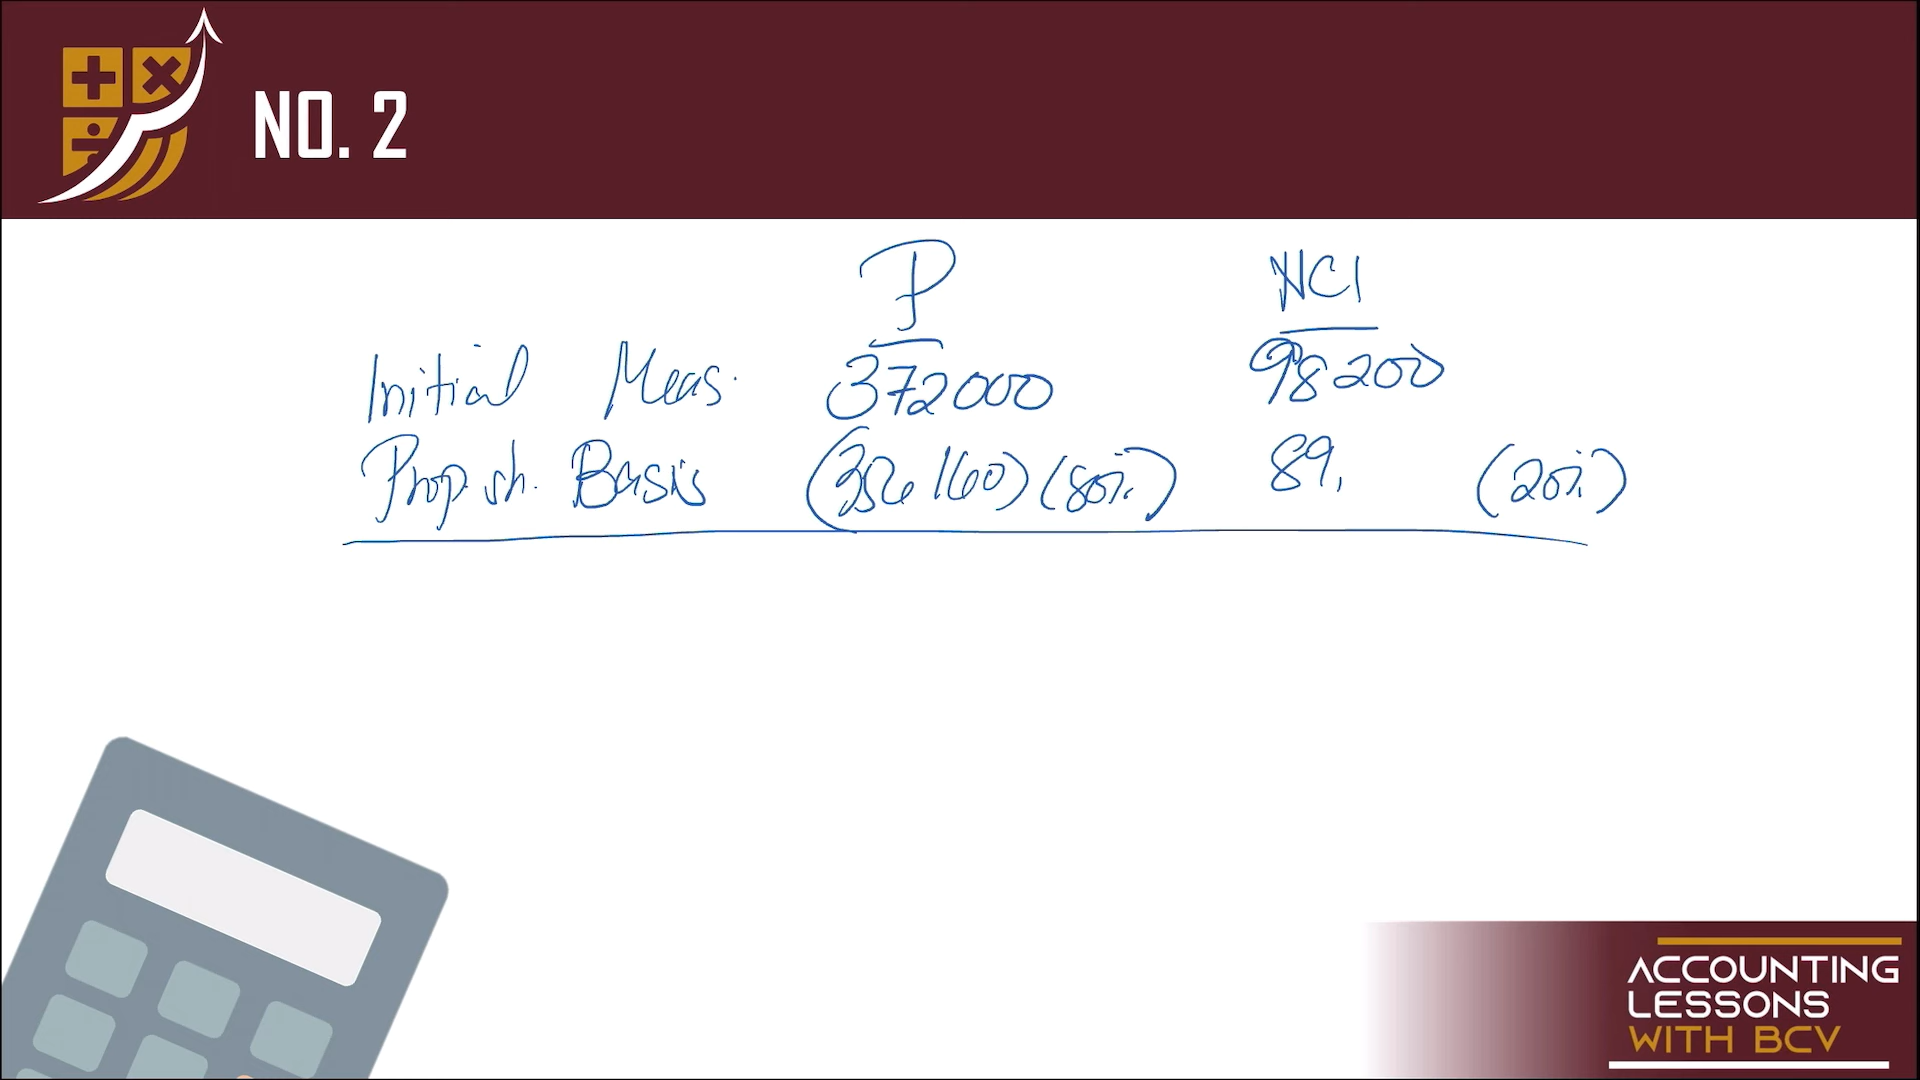 NO. 2
P NCI
Initial Meas. 372000 98200
Prop. sh. Basis (356160) (80%) 89, (20%)
ACCOUNTING
LESSONS
WITH BCV